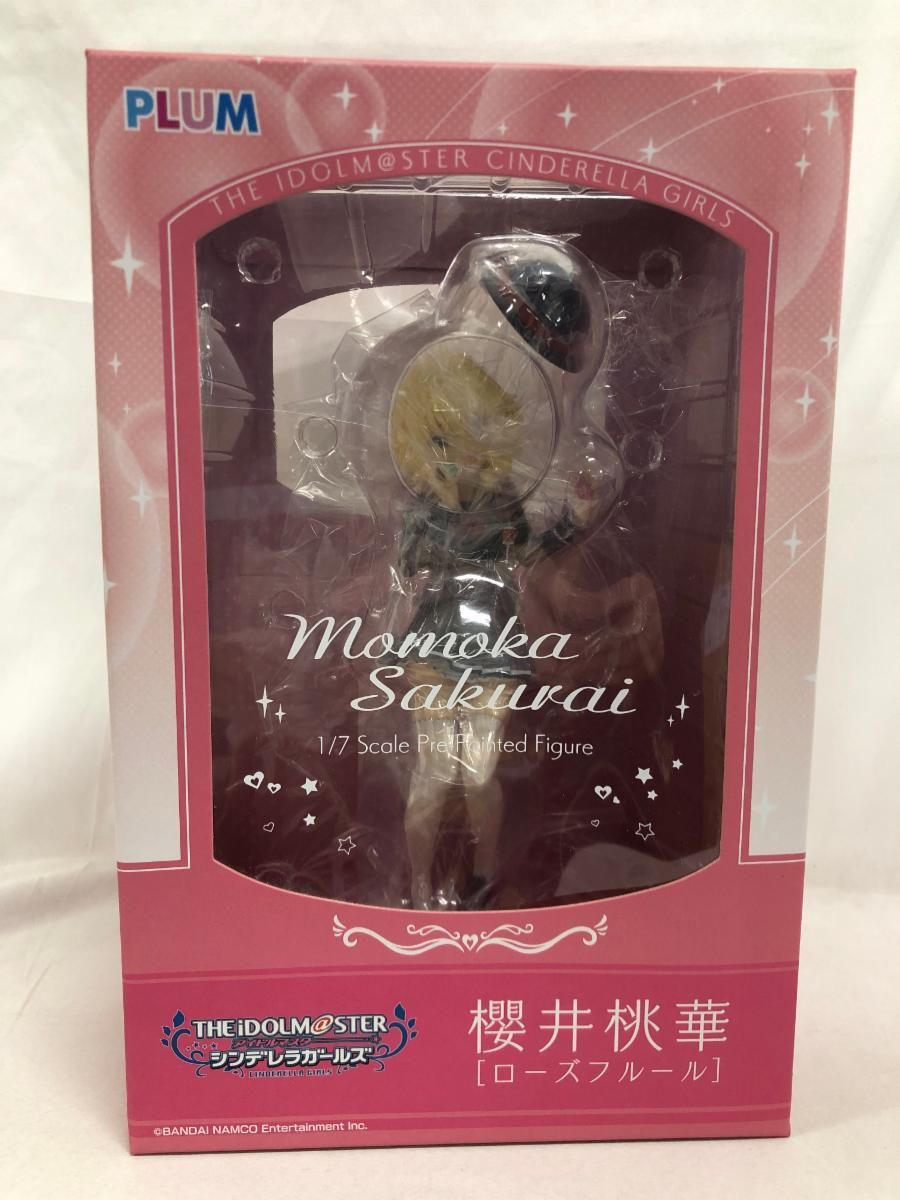 PLUM
THE IDOLM@STER CINDERELLA GIRLS
Momoka
Sakurai
1/7 Scale Pre-Painted Figure
THE iDOLM@STER
アイドルマスター
シンデレラガールズ
CINDERELLA GIRLS
櫻井桃華
[ローズフルール]
©BANDAI NAMCO Entertainment Inc.